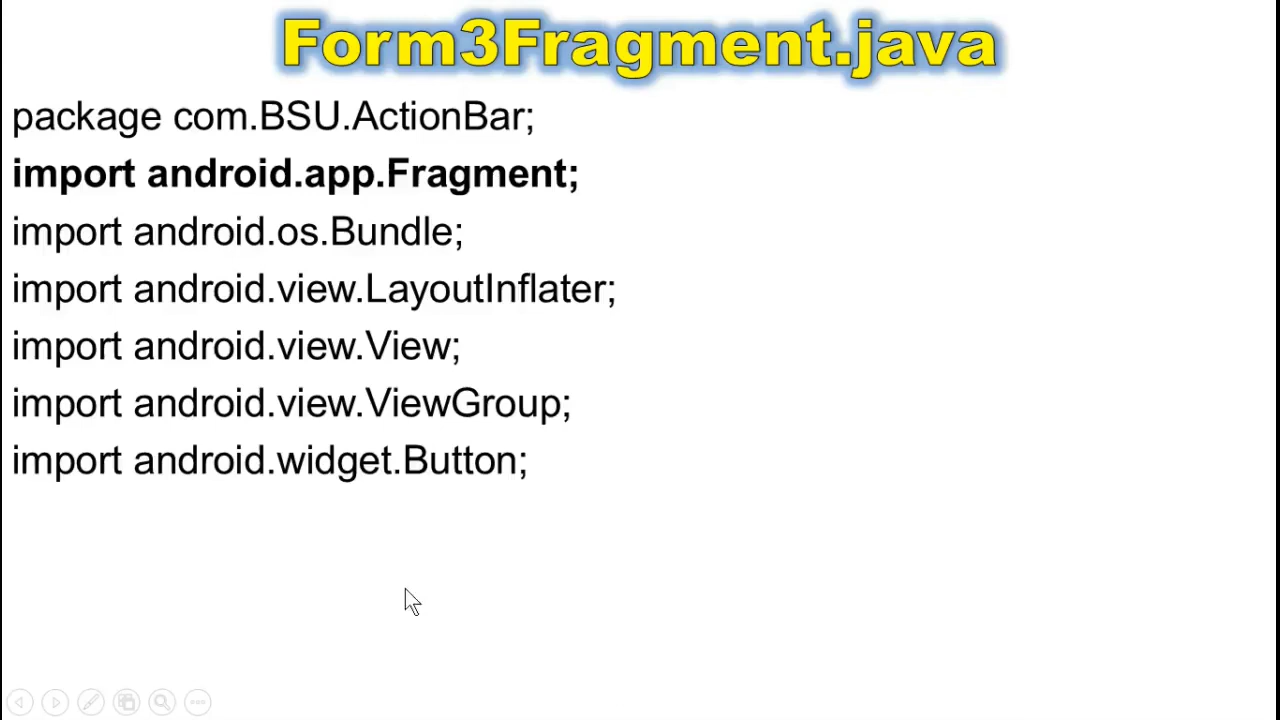 Form3Fragment.java
package com.BSU.ActionBar;
import android.app.Fragment;
import android.os.Bundle;
import android.view.LayoutInflater;
import android.view.View;
import android.view.ViewGroup;
import android.widget.Button;